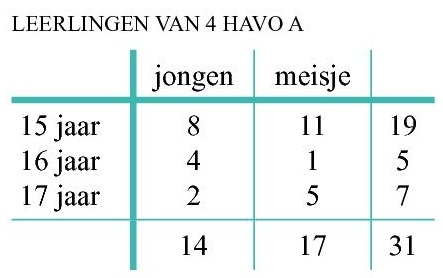 LEERLINGEN VAN 4 HAVO A
jongen meisje
15 jaar 8 11 19
16 jaar 4 1 5
17 jaar 2 5 7
14 17 31